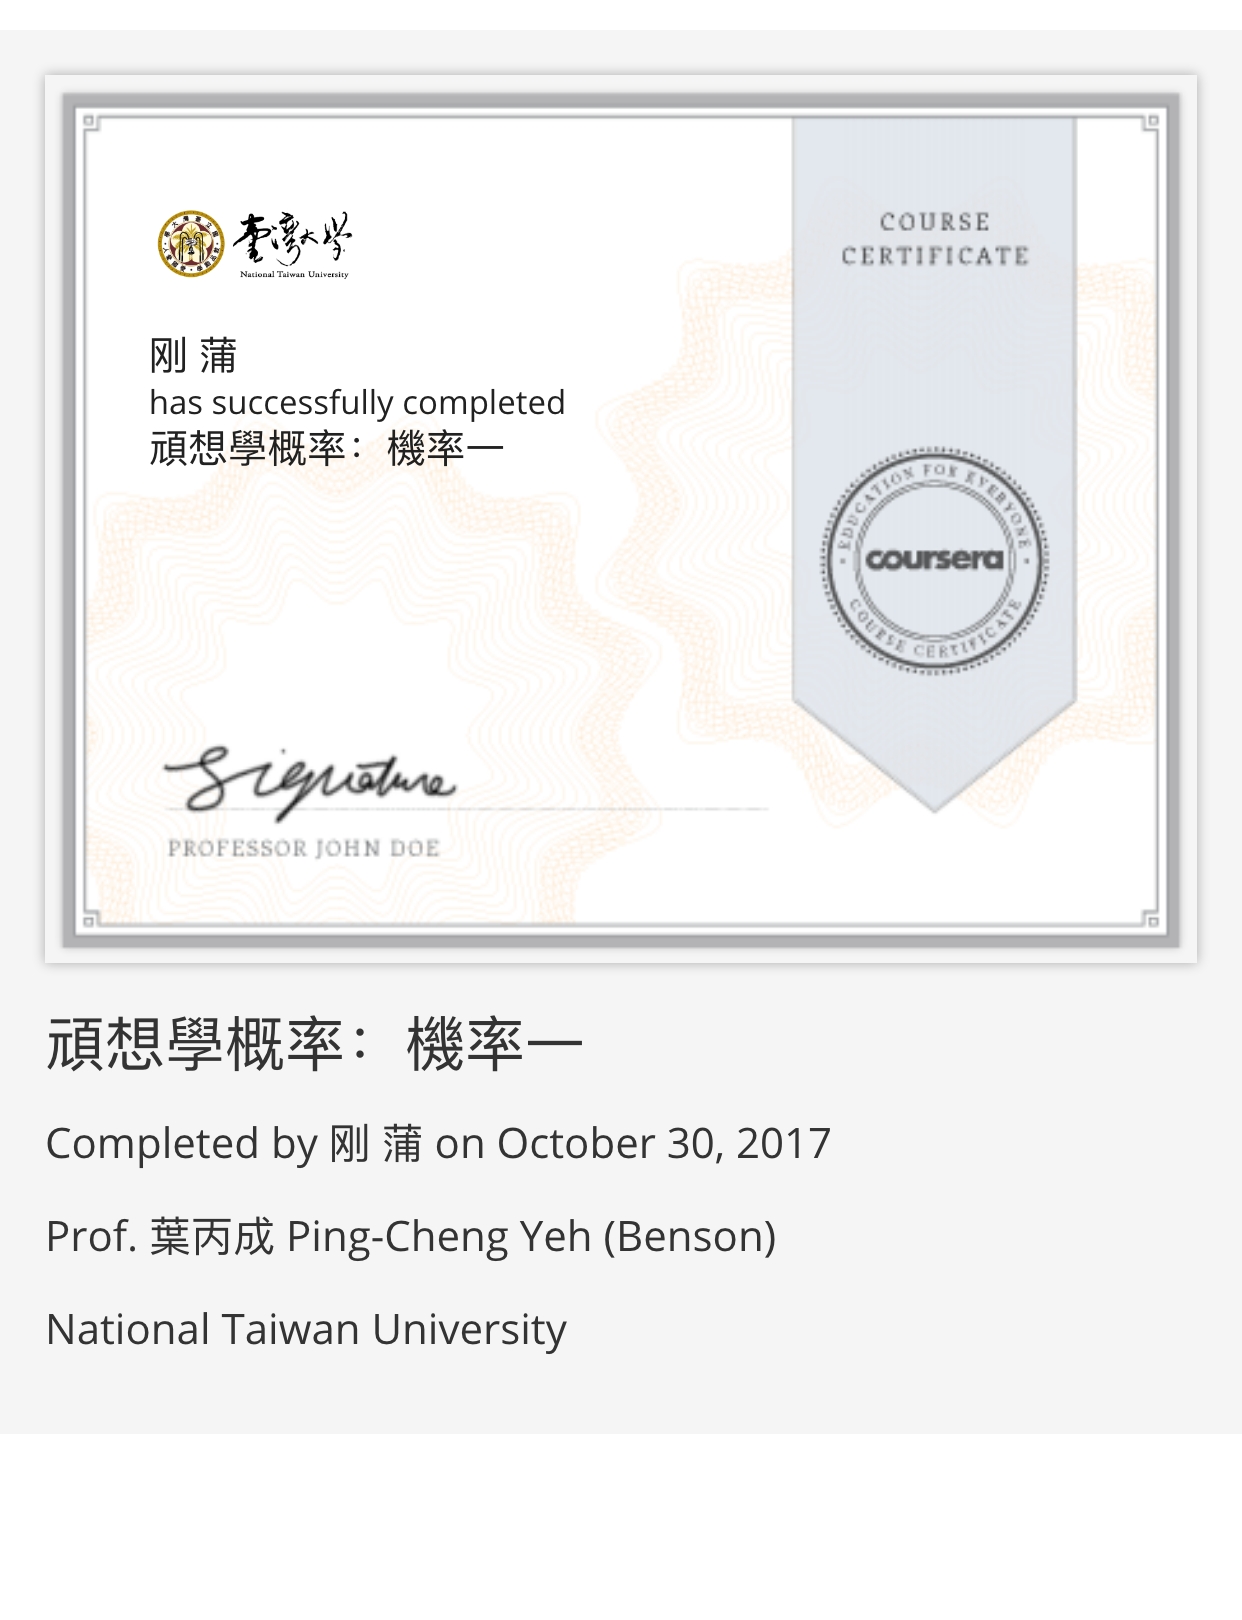 臺灣大學
National Taiwan University
COURSE
CERTIFICATE
刚 蒲
has successfully completed
頑想學概率：機率一
EDUCATION FOR EVERYONE
coursera
COURSE CERTIFICATE
Signature
PROFESSOR JOHN DOE
頑想學概率：機率一
Completed by 刚 蒲 on October 30, 2017
Prof. 葉丙成 Ping-Cheng Yeh (Benson)
National Taiwan University